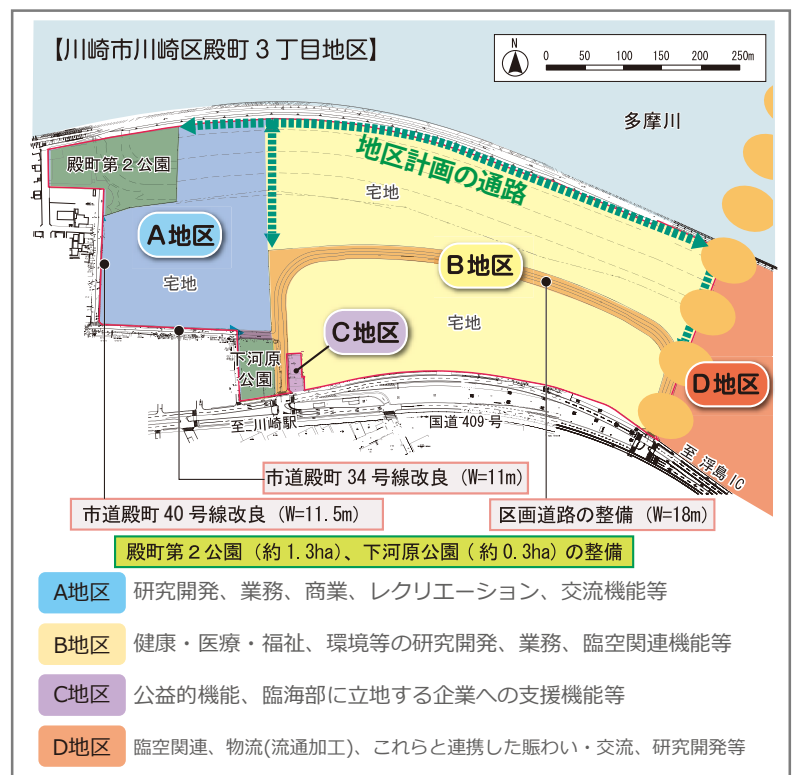 【川崎市川崎区殿町3丁目地区】
N
0 50 100 150 200 250m
多摩川
殿町第2公園
地区計画の通路
宅地
A地区
宅地
B地区
宅地
C地区
下河原
公園
D地区
至 川崎駅
国道409号
至 浮島IC
市道殿町34号線改良（W=11m）
市道殿町40号線改良（W=11.5m）
区画道路の整備（W=18m）
殿町第2公園（約1.3ha）、下河原公園（約0.3ha）の整備
A地区 研究開発、業務、商業、レクリエーション、交流機能等
B地区 健康・医療・福祉、環境等の研究開発、業務、臨空関連機能等
C地区 公益的機能、臨海部に立地する企業への支援機能等
D地区 臨空関連、物流(流通加工)、これらと連携した賑わい・交流、研究開発等